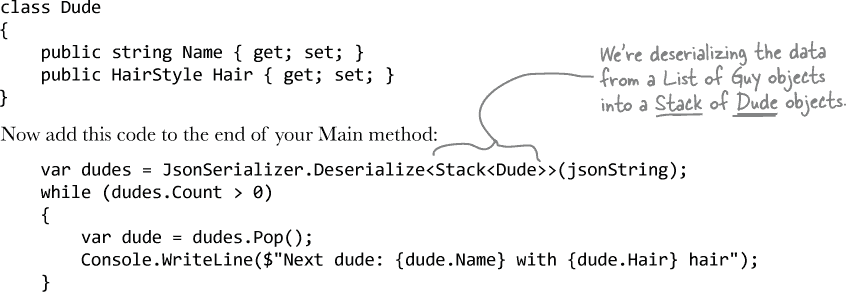 class Dude
{
    public string Name { get; set; }
    public HairStyle Hair { get; set; }
}
We're deserializing the data
from a List of Guy objects
into a Stack of Dude objects.
Now add this code to the end of your Main method:
    var dudes = JsonSerializer.Deserialize<Stack<Dude>>(jsonString);
    while (dudes.Count > 0)
    {
        var dude = dudes.Pop();
        Console.WriteLine($"Next dude: {dude.Name} with {dude.Hair} hair");
    }